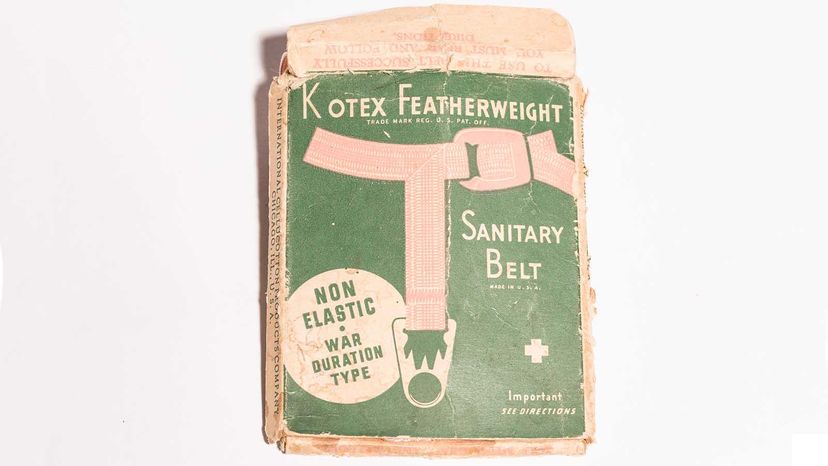 TO USE THIS BELT SUCCESSFULLY
YOU MUST READ AND FOLLOW
DIRECTIONS.
KOTEX FEATHERWEIGHT
TRADE MARK REG. U. S. PAT. OFF.
SANITARY
BELT
MADE IN U. S. A.
NON
ELASTIC
•
WAR
DURATION
TYPE
Important
SEE DIRECTIONS
INTERNATIONAL CELLUCOTTON PRODUCTS COMPANY
CHICAGO, ILL., U. S. A.